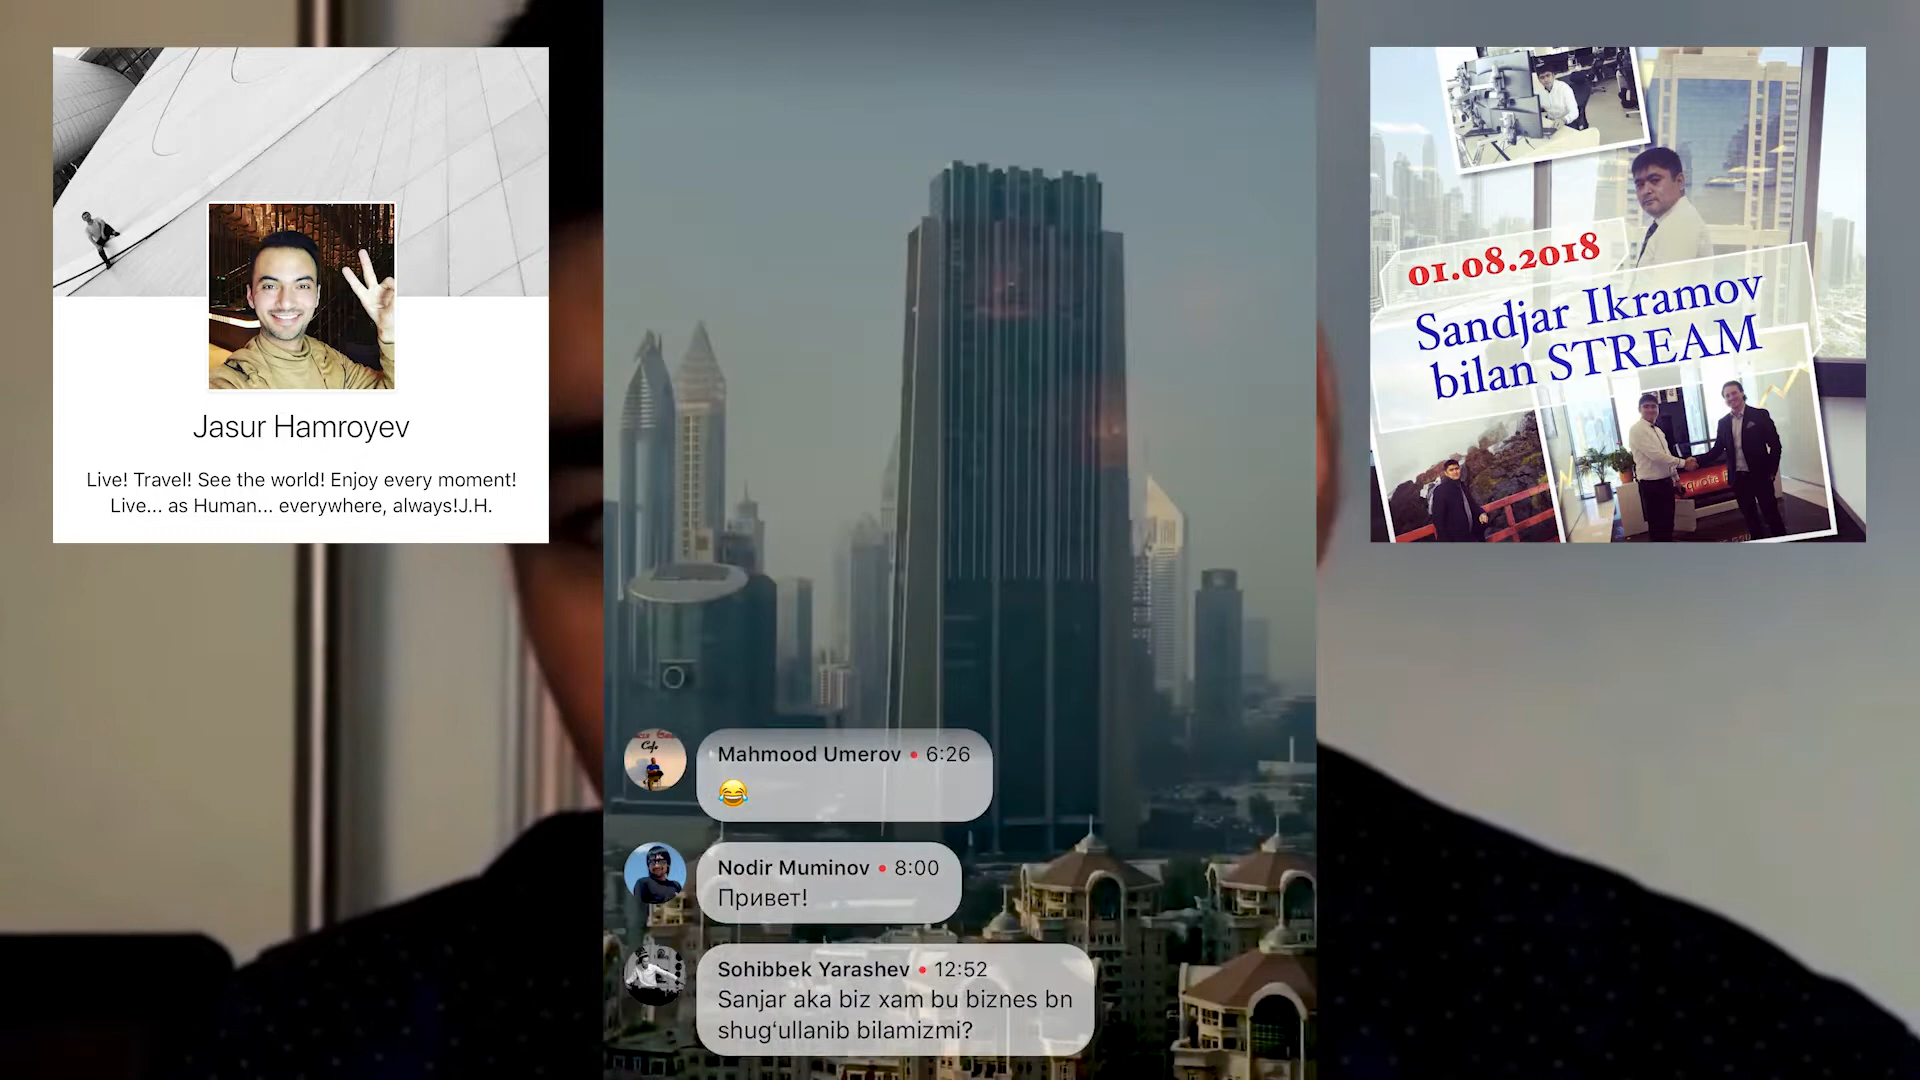 Jasur Hamroyev
Live! Travel! See the world! Enjoy every moment!
Live... as Human... everywhere, always!J.H.
Mahmood Umerov • 6:26
😂
Nodir Muminov • 8:00
Привет!
Sohibbek Yarashev • 12:52
Sanjar aka biz xam bu biznes bn
shug‘ullanib bilamizmi?
01.08.2018
Sandjar Ikramov
bilan STREAM